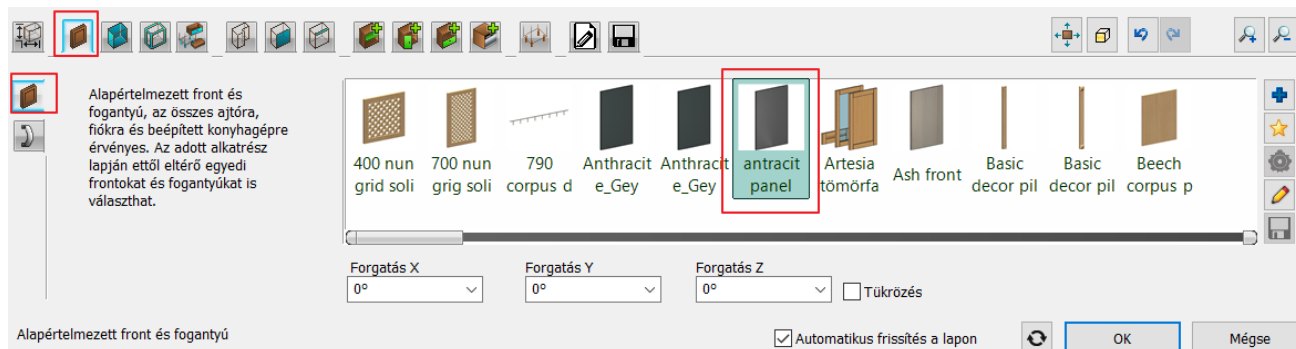 Alapértelmezett front és
fogantyú, az összes ajtóra,
fiókra és beépített konyhagépre
érvényes. Az adott alkatrész
lapján ettől eltérő egyedi
frontokat és fogantyúkat is
választhat.
400 nun
grid soli
700 nun
grig soli
790
corpus d
Anthracit
e_Gey
Anthracit
e_Gey
antracit
panel
Artesia
tömörfa
Ash front
Basic
decor pil
Basic
decor pil
Beech
corpus p
Forgatás X
Forgatás Y
Forgatás Z
0°
0°
0°
Tükrözés
Alapértelmezett front és fogantyú
Automatikus frissítés a lapon
OK
Mégse